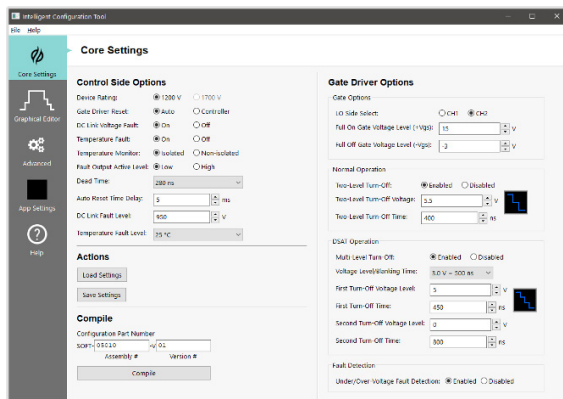 Intelligent Configuration Tool
File Help
Core Settings
Graphical Editor
Advanced
App Settings
Help
Core Settings
Control Side Options
Device Rating: 1200 V 1700 V
Gate Driver Reset: Auto Controller
DC Link Voltage Fault: On Off
Temperature Fault: On Off
Temperature Monitor: Isolated Non-isolated
Fault Output Active Level: Low High
Dead Time: 280 ns
Auto Reset Time Delay: 5 ms
DC Link Fault Level: 900 V
Temperature Fault Level: 25 °C
Actions
Load Settings
Save Settings
Compile
Configuration Part Number
SOFT- 05010 -V 01
Assembly # Version #
Compile
Gate Driver Options
Gate Options
LO Side Select: CH1 CH2
Full On Gate Voltage Level (+Vgs): 15 V
Full Off Gate Voltage Level (-Vgs): -3 V
Normal Operation
Two-Level Turn-Off: Enabled Disabled
Two-Level Turn-Off Voltage: 5.5 V
Two-Level Turn-Off Time: 400 ns
DSAT Operation
Multi Level Turn-Off: Enabled Disabled
Voltage Level/Blanking Time:
First Turn-Off Voltage Level: V
First Turn-Off Time: 450 ns
Second Turn-Off Voltage Level: 0 V
Second Turn-Off Time: 800 ns
Fault Detection
Under/Over Voltage Fault Detection: Enabled Disabled